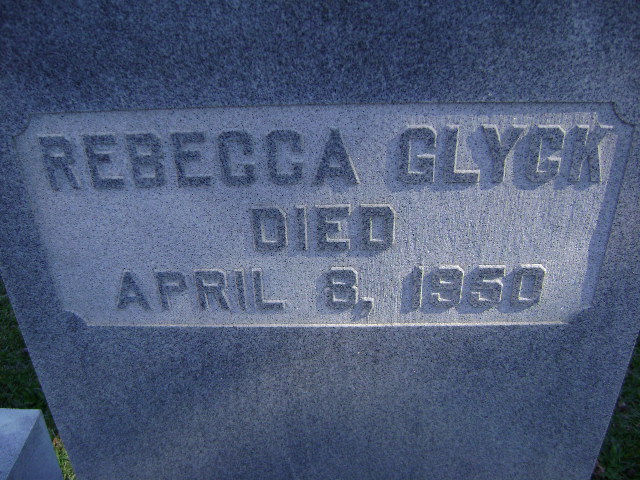 REBECCA GLYCK
DIED
APRIL 8, 1950